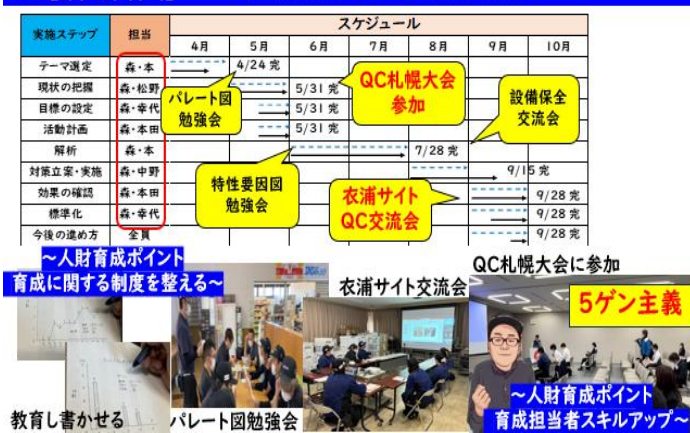 実施ステップ 担当 スケジュール
4月 5月 6月 7月 8月 9月 10月
テーマ選定 森・本 4/24 完
現状の把握 森・松野 5/31 完
目標の設定 森・幸代 5/31 完
活動計画 森・本田 5/31 完
解析 森・本 7/28 完
対策立案・実施 森・中野 9/15 完
効果の確認 森・本田 9/28 完
標準化 森・幸代 9/28 完
今後の進め方 全員 9/28 完
パレート図
勉強会
QC札幌大会
参加
設備保全
交流会
特性要因図
勉強会
衣浦サイト
QC交流会
～人財育成ポイント
育成に関する制度を整える～
衣浦サイト交流会
QC札幌大会に参加
5ゲン主義
教育し書かせる
パレート図勉強会
～人財育成ポイント
育成担当者スキルアップ～